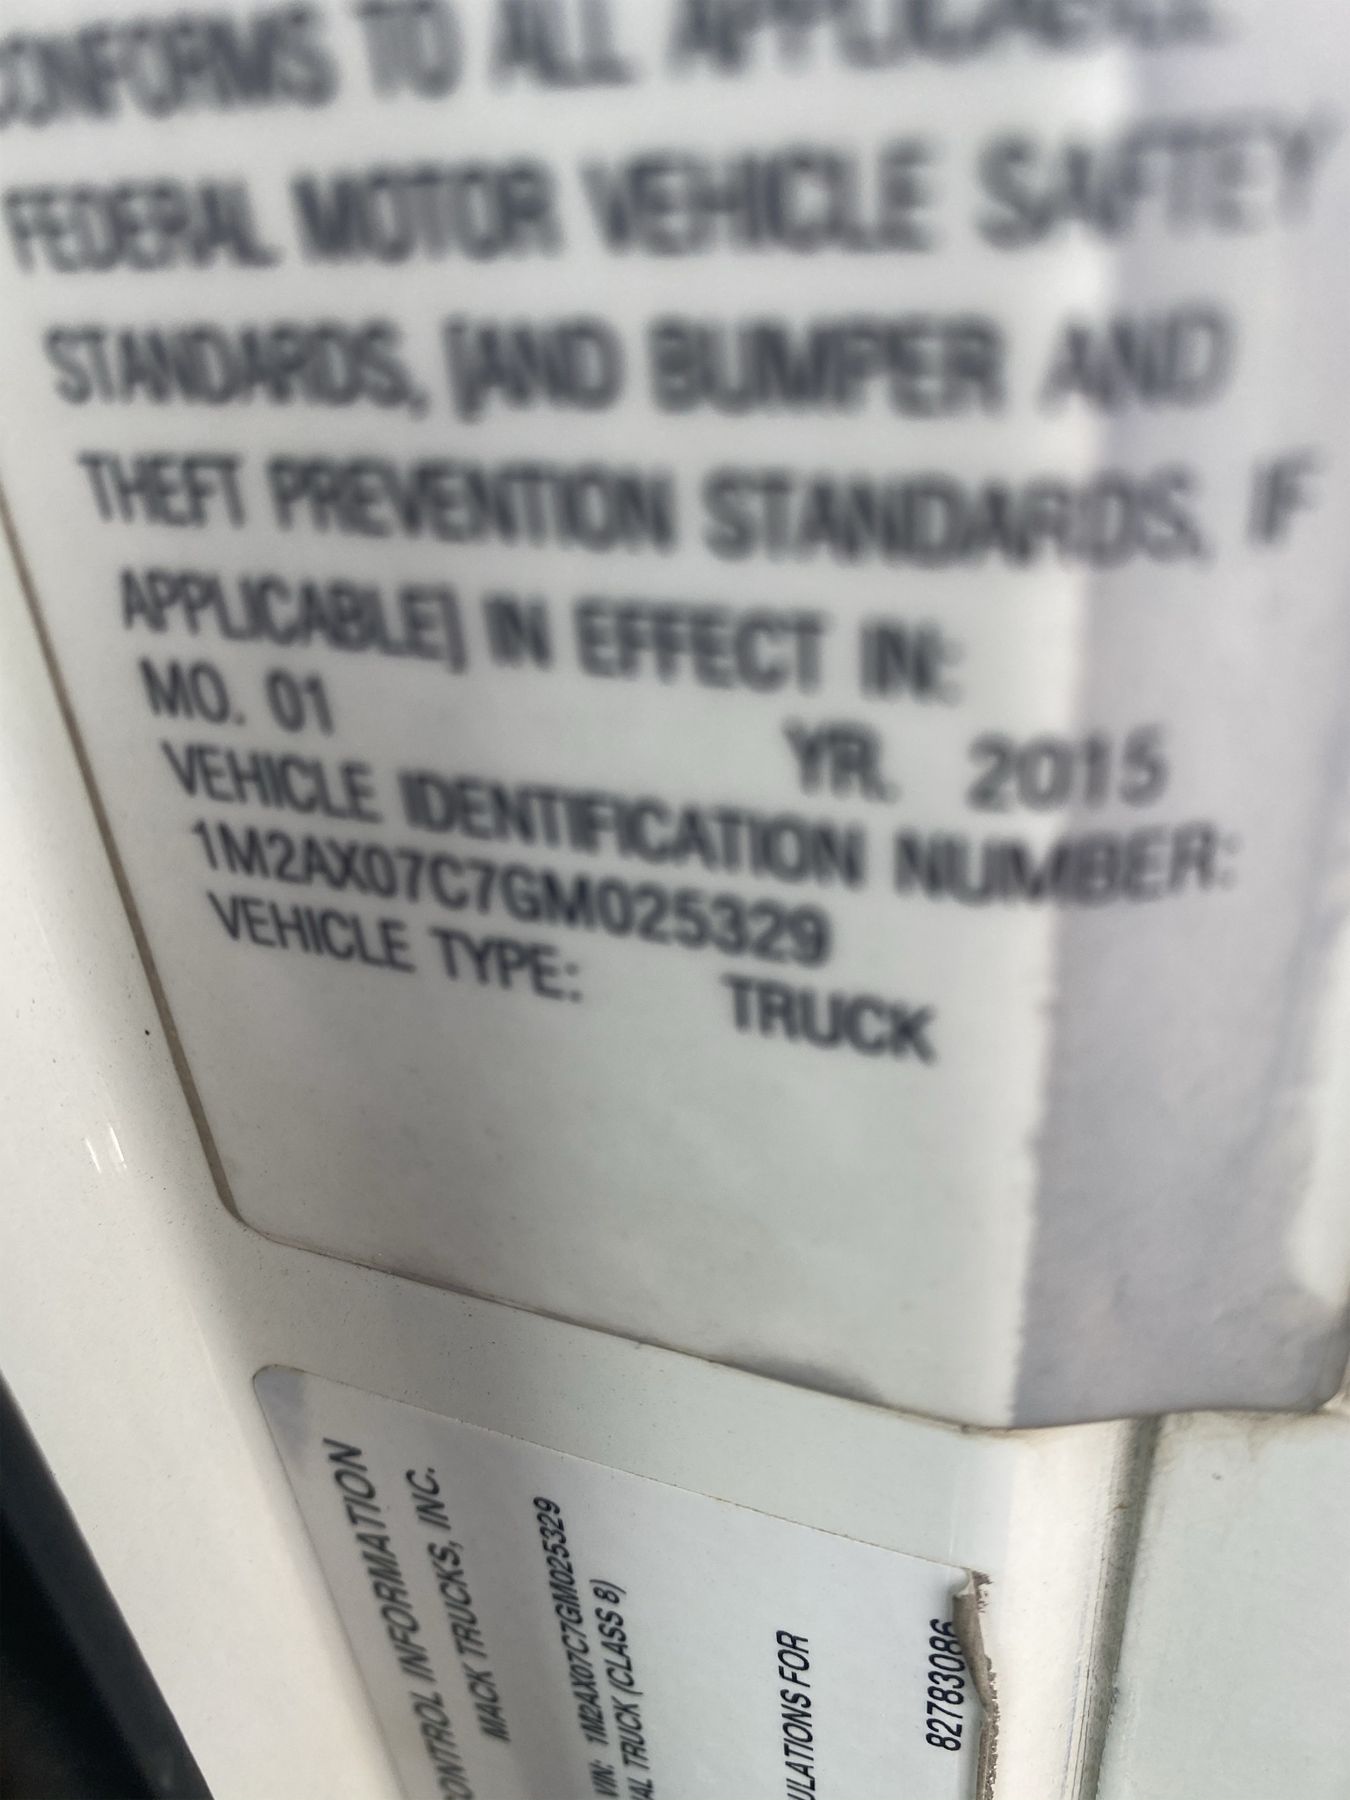 CONFORMS TO ALL APPLICABLE
FEDERAL MOTOR VEHICLE SAFTEY
STANDARDS, [AND BUMPER AND
THEFT PREVENTION STANDARDS, IF
APPLICABLE] IN EFFECT IN:
MO. 01 YR. 2015
VEHICLE IDENTIFICATION NUMBER:
1M2AX07C7GM025329
VEHICLE TYPE: TRUCK
ONTROL INFORMATION
MACK TRUCKS, INC.
VIN: 1M2AX07C7GM025329
AL TRUCK (CLASS 8)
ULATIONS FOR
82783086